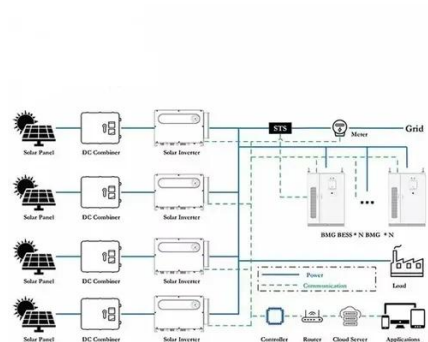 STS
Meter
Grid
Solar Panel
DC Combiner
Solar Inverter
Solar Panel
DC Combiner
Solar Inverter
BMG BESS * N BMG * N
Solar Panel
DC Combiner
Solar Inverter
Power
Communication
Load
Solar Panel
DC Combiner
Solar Inverter
Controller
Router
Cloud Server
Applications